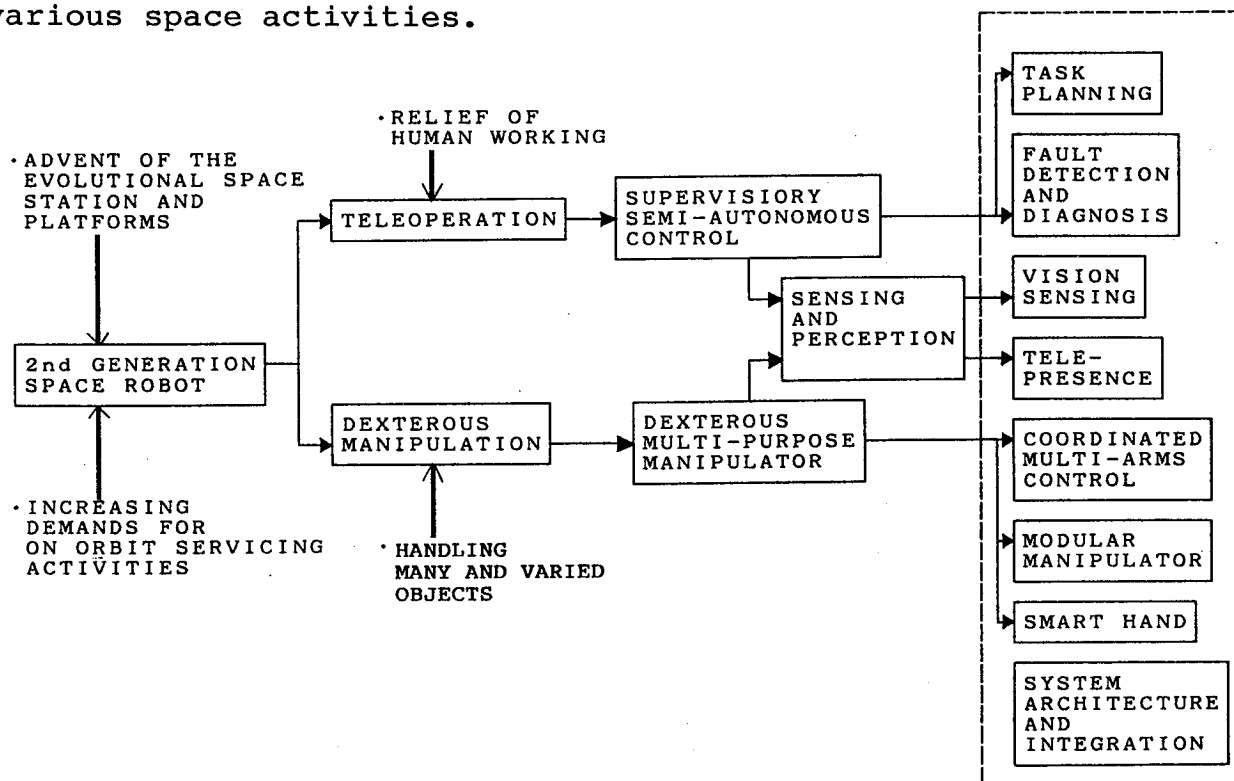 various space activities.
· RELIEF OF
HUMAN WORKING
· ADVENT OF THE
EVOLUTIONAL SPACE
STATION AND
PLATFORMS
TELEOPERATION
SUPERVISIORY
SEMI-AUTONOMOUS
CONTROL
TASK
PLANNING
FAULT
DETECTION
AND
DIAGNOSIS
2nd GENERATION
SPACE ROBOT
SENSING
AND
PERCEPTION
VISION
SENSING
TELE-
PRESENCE
DEXTEROUS
MANIPULATION
DEXTEROUS
MULTI-PURPOSE
MANIPULATOR
COORDINATED
MULTI-ARMS
CONTROL
· INCREASING
DEMANDS FOR
ON ORBIT SERVICING
ACTIVITIES
· HANDLING
MANY AND VARIED
OBJECTS
MODULAR
MANIPULATOR
SMART HAND
SYSTEM
ARCHITECTURE
AND
INTEGRATION